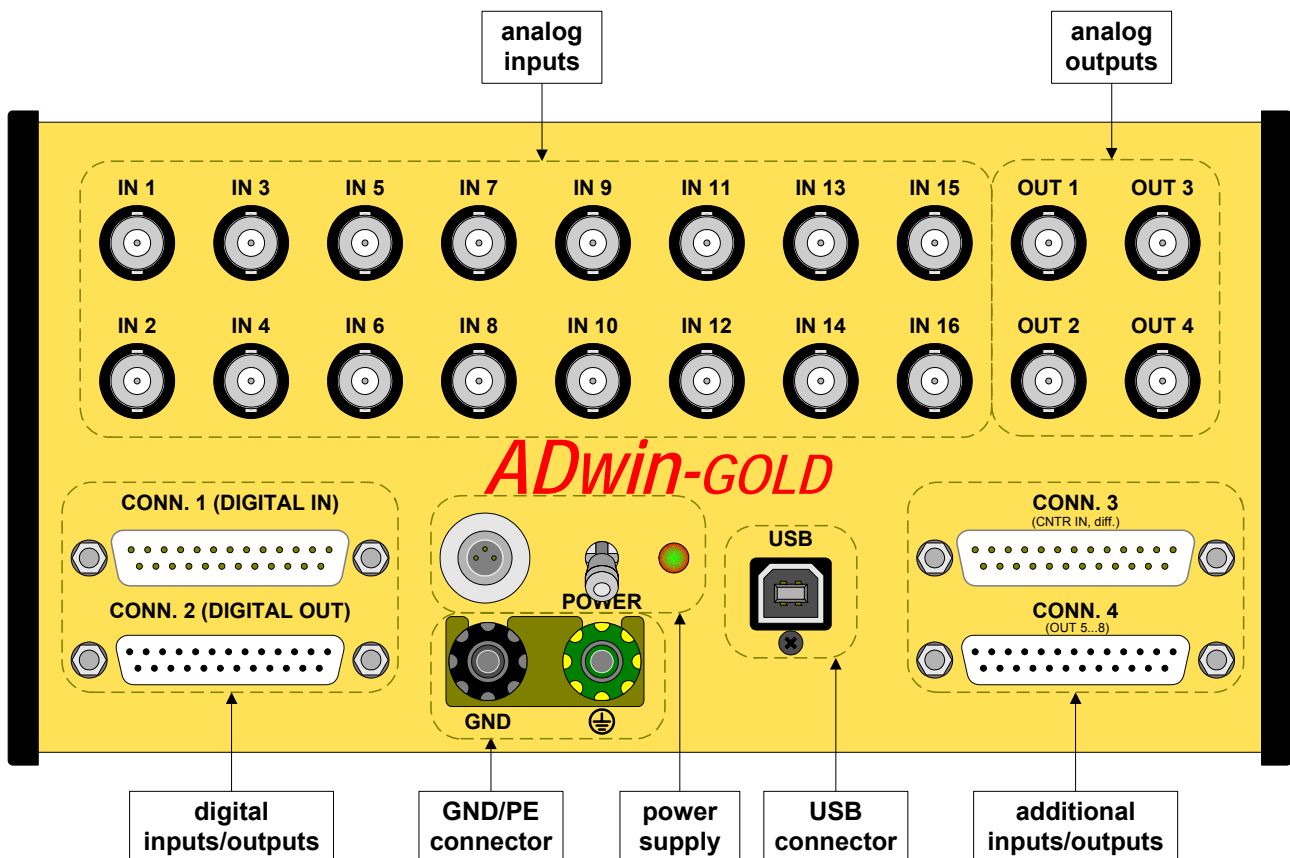 analog
inputs
analog
outputs
IN 1 IN 3 IN 5 IN 7 IN 9 IN 11 IN 13 IN 15 OUT 1 OUT 3
IN 2 IN 4 IN 6 IN 8 IN 10 IN 12 IN 14 IN 16 OUT 2 OUT 4
ADwin-GOLD
CONN. 1 (DIGITAL IN)
CONN. 2 (DIGITAL OUT)
POWER
GND
USB
CONN. 3
(CNTR IN, diff.)
CONN. 4
(OUT 5...8)
digital
inputs/outputs
GND/PE
connector
power
supply
USB
connector
additional
inputs/outputs